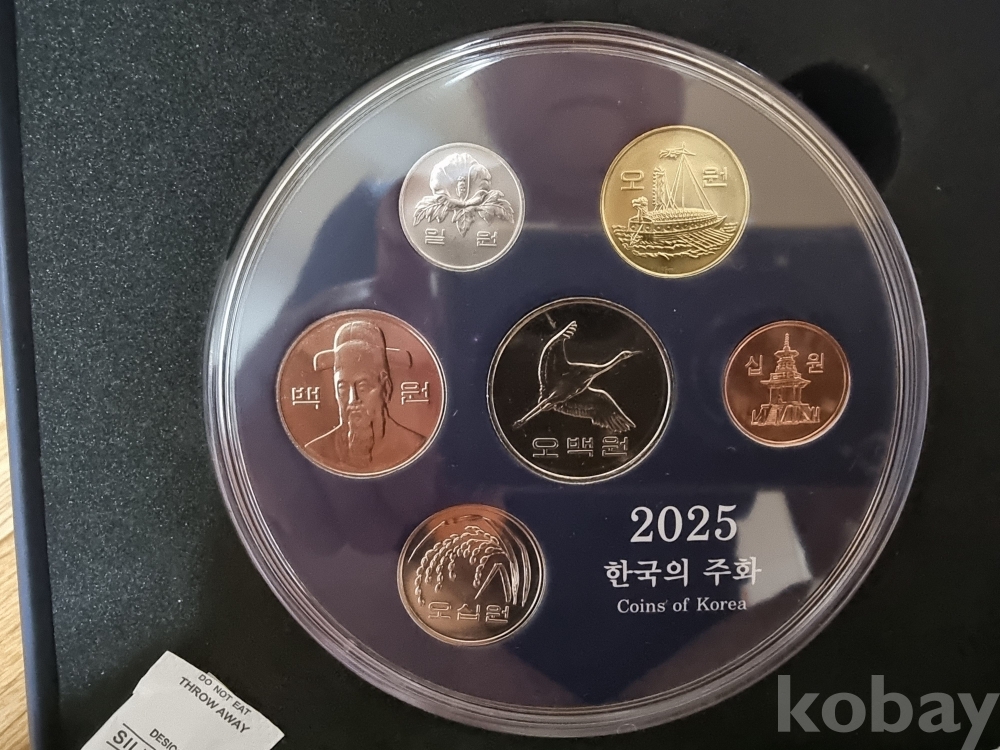 일 원
오 원
백 원
오백원
십 원
오십원
2025
한국의 주화
Coins of Korea
DO NOT EAT
THROW AWAY
kobay